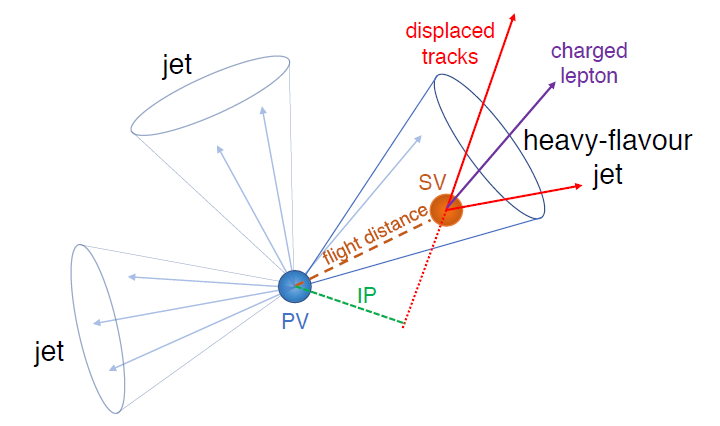 displaced
tracks
charged
lepton
jet
heavy-flavour
jet
SV
flight distance
IP
PV
jet